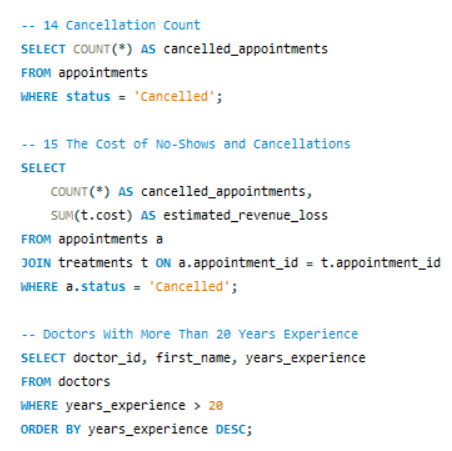 -- 14 Cancellation Count
SELECT COUNT(*) AS cancelled_appointments
FROM appointments
WHERE status = 'Cancelled';

-- 15 The Cost of No-Shows and Cancellations
SELECT
    COUNT(*) AS cancelled_appointments,
    SUM(t.cost) AS estimated_revenue_loss
FROM appointments a
JOIN treatments t ON a.appointment_id = t.appointment_id
WHERE a.status = 'Cancelled';

-- Doctors With More Than 20 Years Experience
SELECT doctor_id, first_name, years_experience
FROM doctors
WHERE years_experience > 20
ORDER BY years_experience DESC;